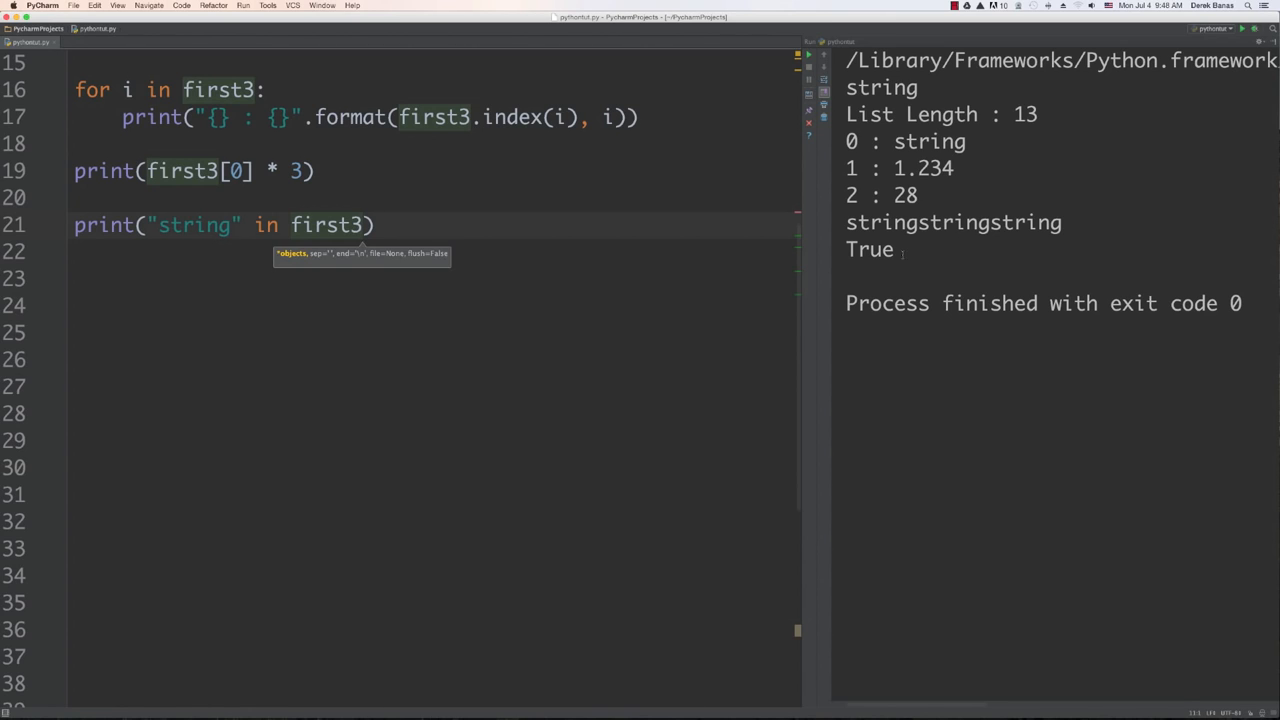 PyCharm File Edit View Navigate Code Refactor Run Tools VCS Window Help
10 Mon Jul 4 9:48 AM Derek Banas
pythontut.py - PycharmProjects - [~/PycharmProjects]
PycharmProjects pythontut.py
pythontut
pythontut.py
Run pythontut
15
16 for i in first3:
17 print("{} : {}".format(first3.index(i), i))
18
19 print(first3[0] * 3)
20
21 print("string" in first3)
22
*objects, sep=' ', end='\n', file=None, flush=False
23
24
25
26
27
28
29
30
31
32
33
34
35
36
37
38
/Library/Frameworks/Python.framework
string
List Length : 13
0 : string
1 : 1.234
2 : 28
stringstringstring
True
Process finished with exit code 0
UTF-8